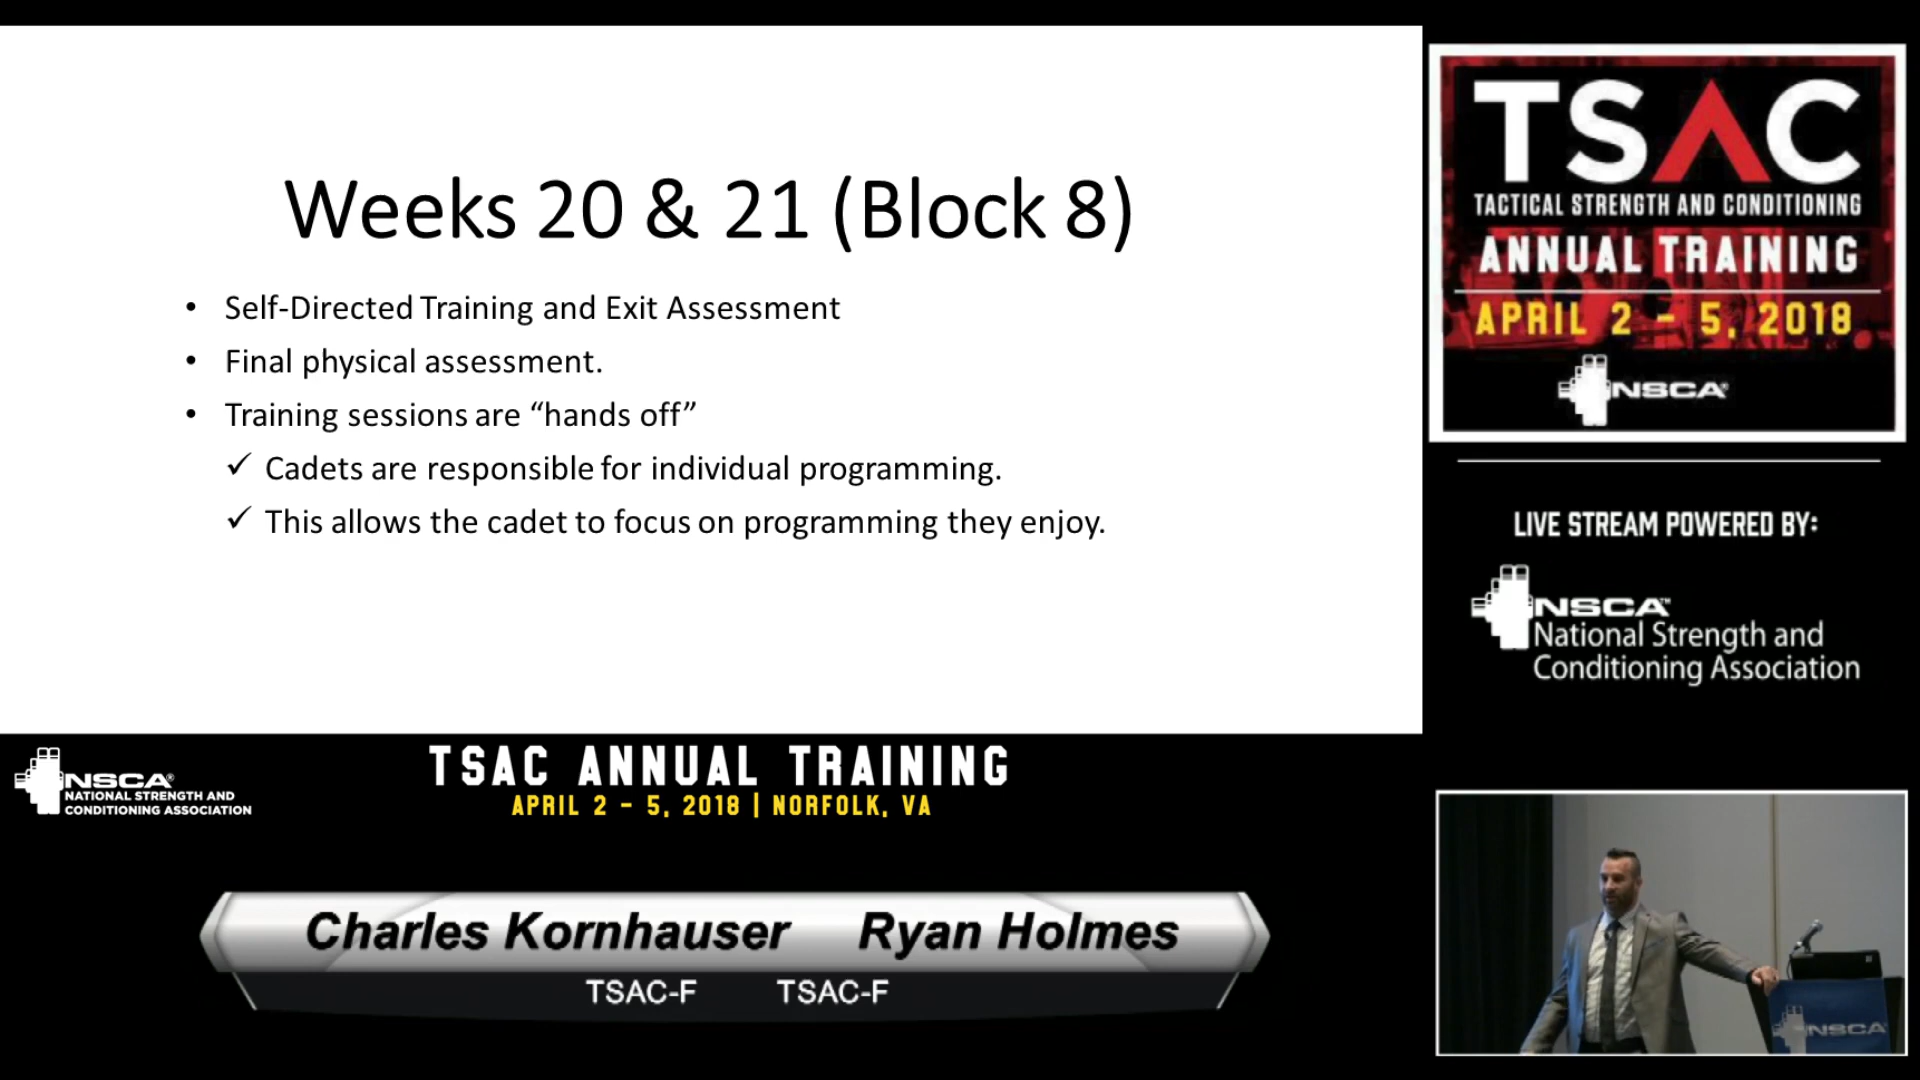 Weeks 20 & 21 (Block 8)
• Self-Directed Training and Exit Assessment
• Final physical assessment.
• Training sessions are “hands off”
✓ Cadets are responsible for individual programming.
✓ This allows the cadet to focus on programming they enjoy.
TSAC
TACTICAL STRENGTH AND CONDITIONING
ANNUAL TRAINING
APRIL 2 - 5, 2018
NSCA®
LIVE STREAM POWERED BY:
NSCA™
National Strength and
Conditioning Association
NSCA®
NATIONAL STRENGTH AND
CONDITIONING ASSOCIATION
TSAC ANNUAL TRAINING
APRIL 2 - 5, 2018 | NORFOLK, VA
Charles Kornhauser Ryan Holmes
TSAC-F TSAC-F
NSCA